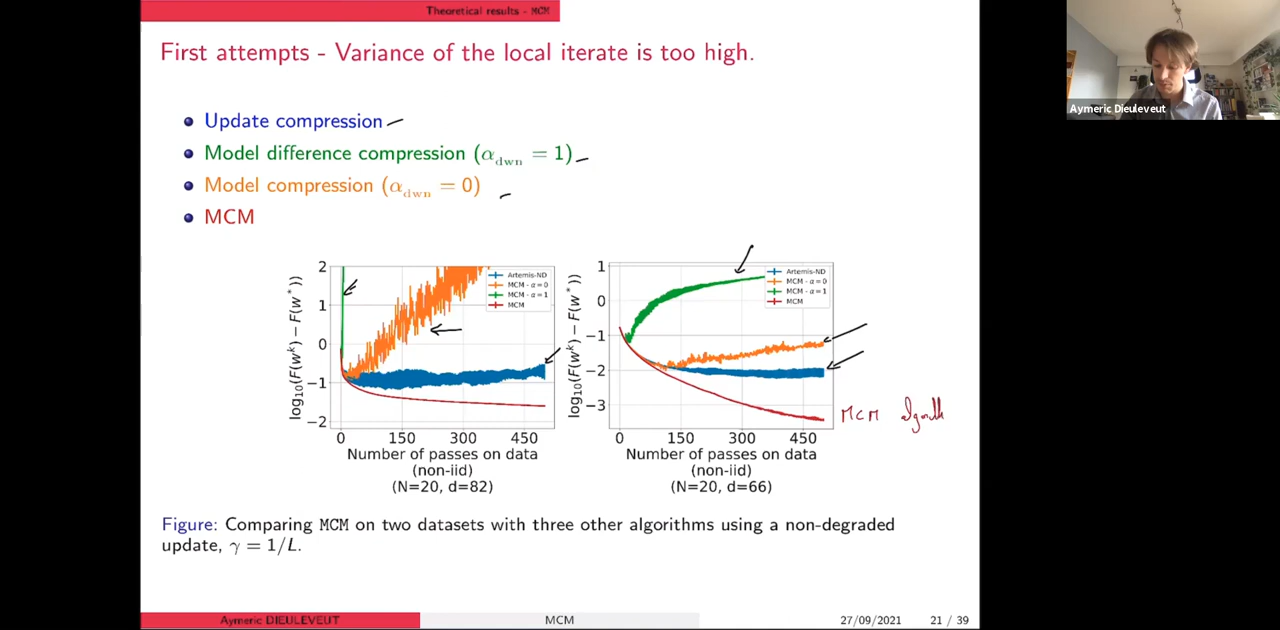 Theoretical results - MCM
First attempts - Variance of the local iterate is too high.
Update compression
Model difference compression (α_dwn = 1)
Model compression (α_dwn = 0)
MCM
log₁₀(F(wᵏ) − F(w*))
2
1
0
−1
−2
Artemis-ND
MCM - α=0
MCM - α=1
MCM
0 150 300 450
Number of passes on data
(non-iid)
(N=20, d=82)
log₁₀(F(wᵏ) − F(w*))
1
0
−1
−2
−3
Artemis-ND
MCM - α=0
MCM - α=1
MCM
0 150 300 450
Number of passes on data
(non-iid)
(N=20, d=66)
MCM
Figure: Comparing MCM on two datasets with three other algorithms using a non-degraded
update, γ = 1/L.
Aymeric DIEULEVEUT MCM 27/09/2021 21 / 39
Aymeric Dieuleveut